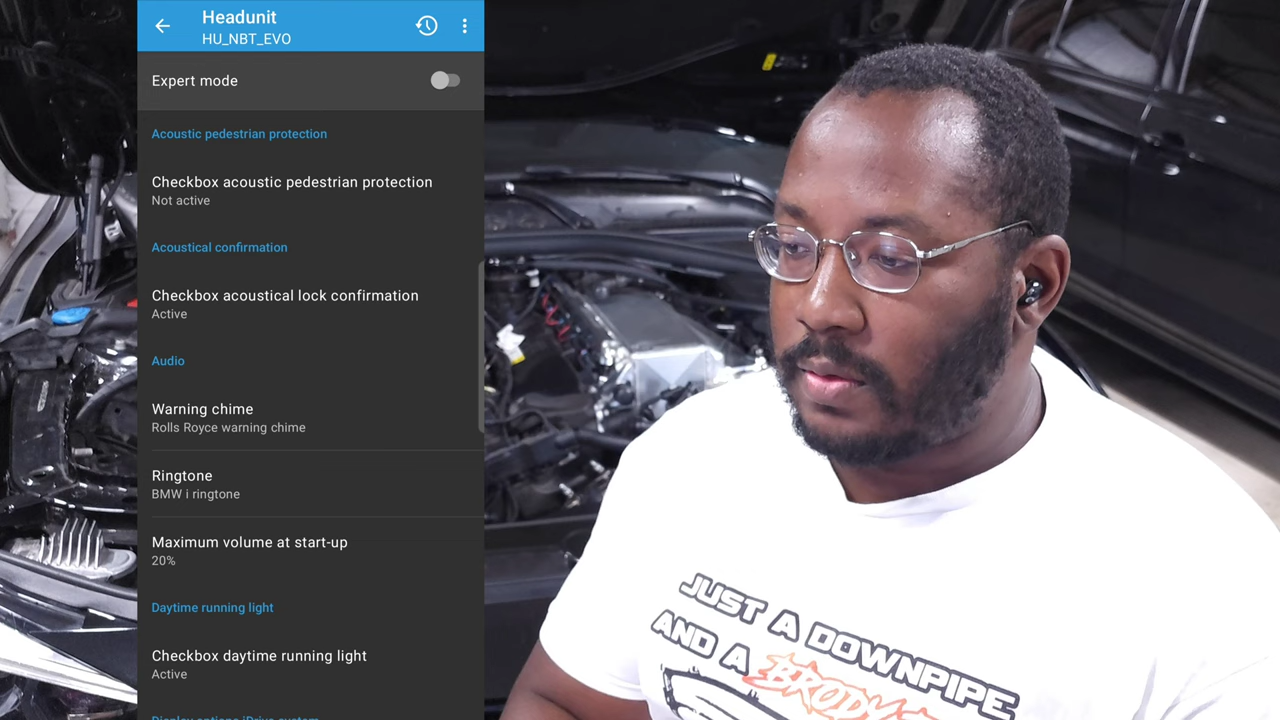 Headunit
HU_NBT_EVO
Expert mode
Acoustic pedestrian protection
Checkbox acoustic pedestrian protection
Not active
Acoustical confirmation
Checkbox acoustical lock confirmation
Active
Audio
Warning chime
Rolls Royce warning chime
Ringtone
BMW i ringtone
Maximum volume at start-up
20%
Daytime running light
Checkbox daytime running light
Active
JUST A DOWNPIPE
AND A